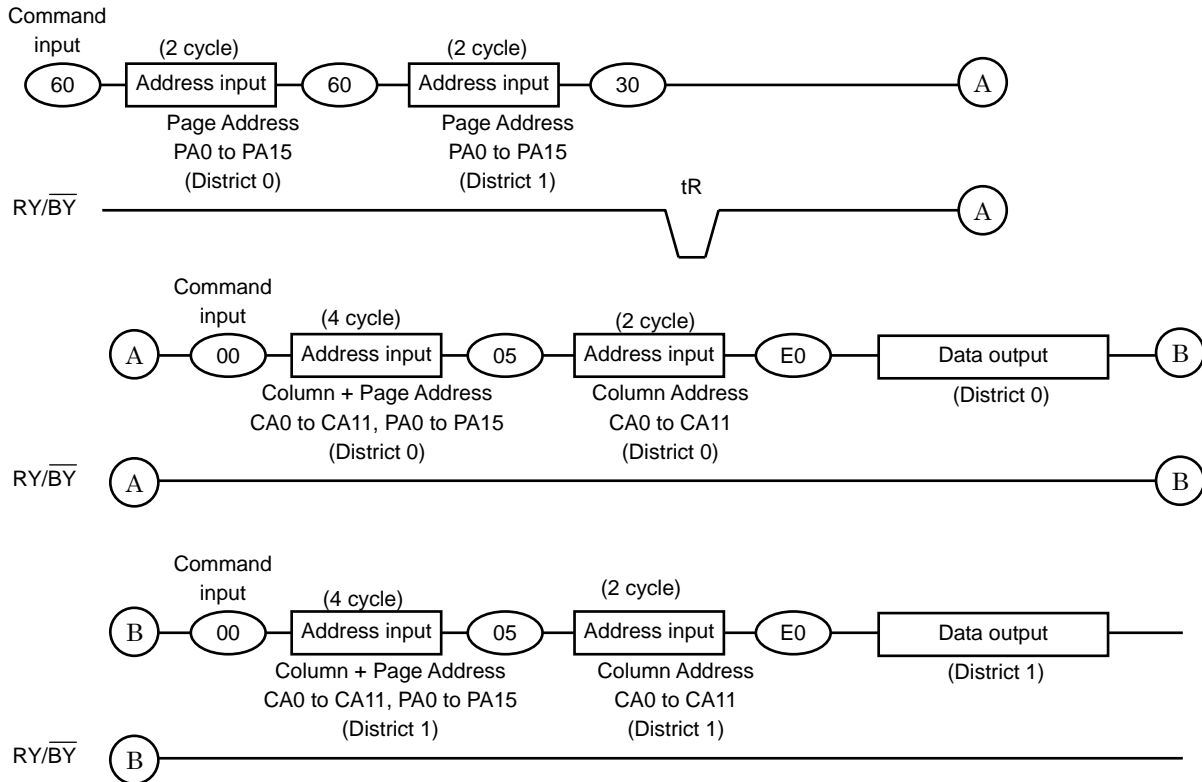 Command
input
(2 cycle)
(2 cycle)
60
Address input
60
Address input
30
A
Page Address
PA0 to PA15
(District 0)
Page Address
PA0 to PA15
(District 1)
tR
RY/BY
A
Command
input
(4 cycle)
(2 cycle)
A
00
Address input
05
Address input
E0
Data output
B
Column + Page Address
CA0 to CA11, PA0 to PA15
(District 0)
Column Address
CA0 to CA11
(District 0)
(District 0)
RY/BY
A
B
Command
input
(4 cycle)
(2 cycle)
B
00
Address input
05
Address input
E0
Data output
Column + Page Address
CA0 to CA11, PA0 to PA15
(District 1)
Column Address
CA0 to CA11
(District 1)
(District 1)
RY/BY
B